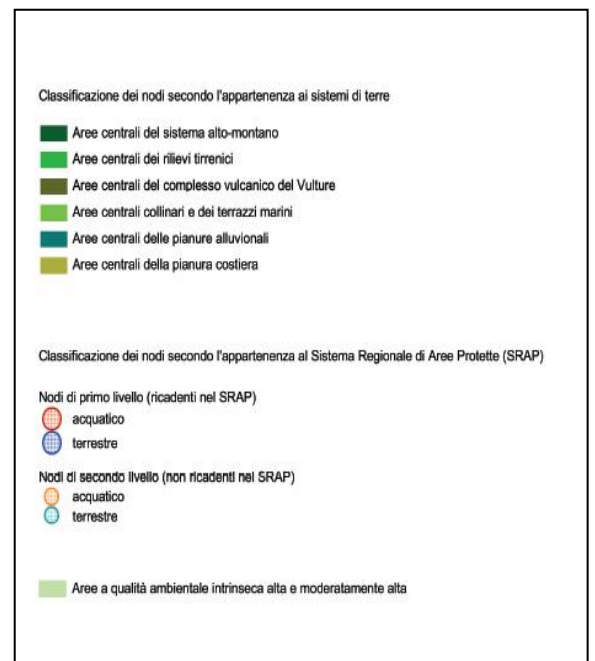 Classificazione dei nodi secondo l'appartenenza ai sistemi di terre
Aree centrali del sistema alto-montano
Aree centrali dei rilievi tirrenici
Aree centrali del complesso vulcanico del Vulture
Aree centrali collinari e dei terrazzi marini
Aree centrali delle pianure alluvionali
Aree centrali della pianura costiera
Classificazione dei nodi secondo l'appartenenza al Sistema Regionale di Aree Protette (SRAP)
Nodi di primo livello (ricadenti nel SRAP)
acquatico
terrestre
Nodi di secondo livello (non ricadenti nel SRAP)
acquatico
terrestre
Aree a qualità ambientale intrinseca alta e moderatamente alta